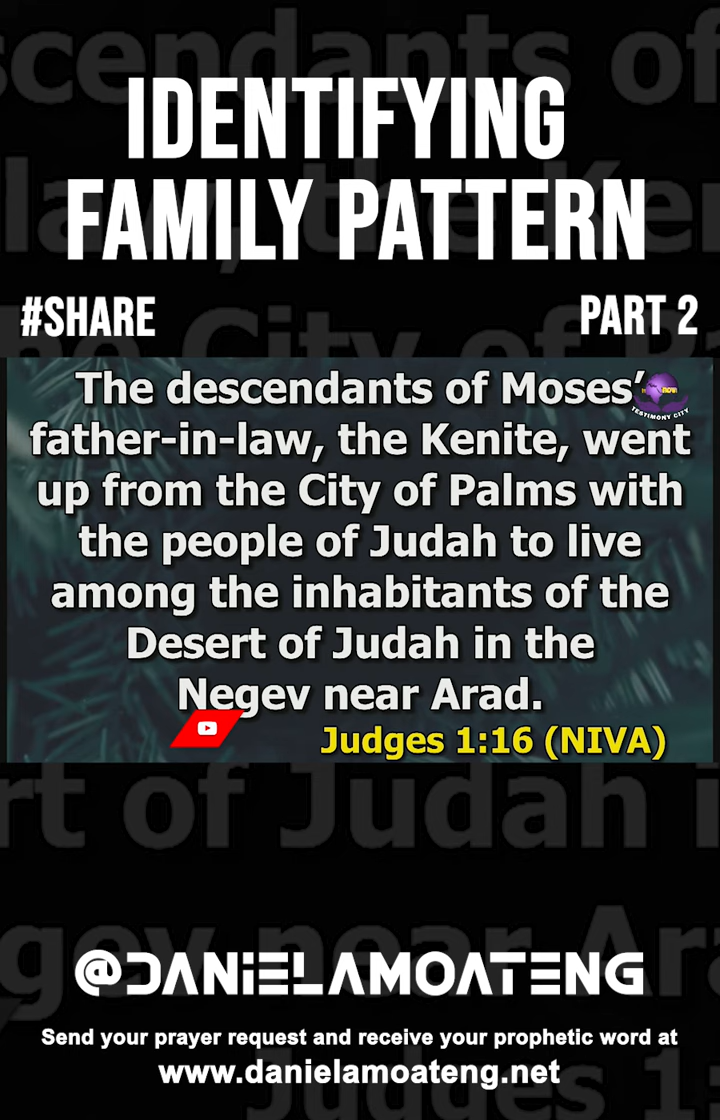 IDENTIFYING
FAMILY PATTERN
#SHARE
PART 2
The descendants of Moses'
father-in-law, the Kenite, went
up from the City of Palms with
the people of Judah to live
among the inhabitants of the
Desert of Judah in the
Negev near Arad.
Judges 1:16 (NIVA)
TESTIMONY CITY
@DANiELAMOATENG
Send your prayer request and receive your prophetic word at
www.danielamoateng.net